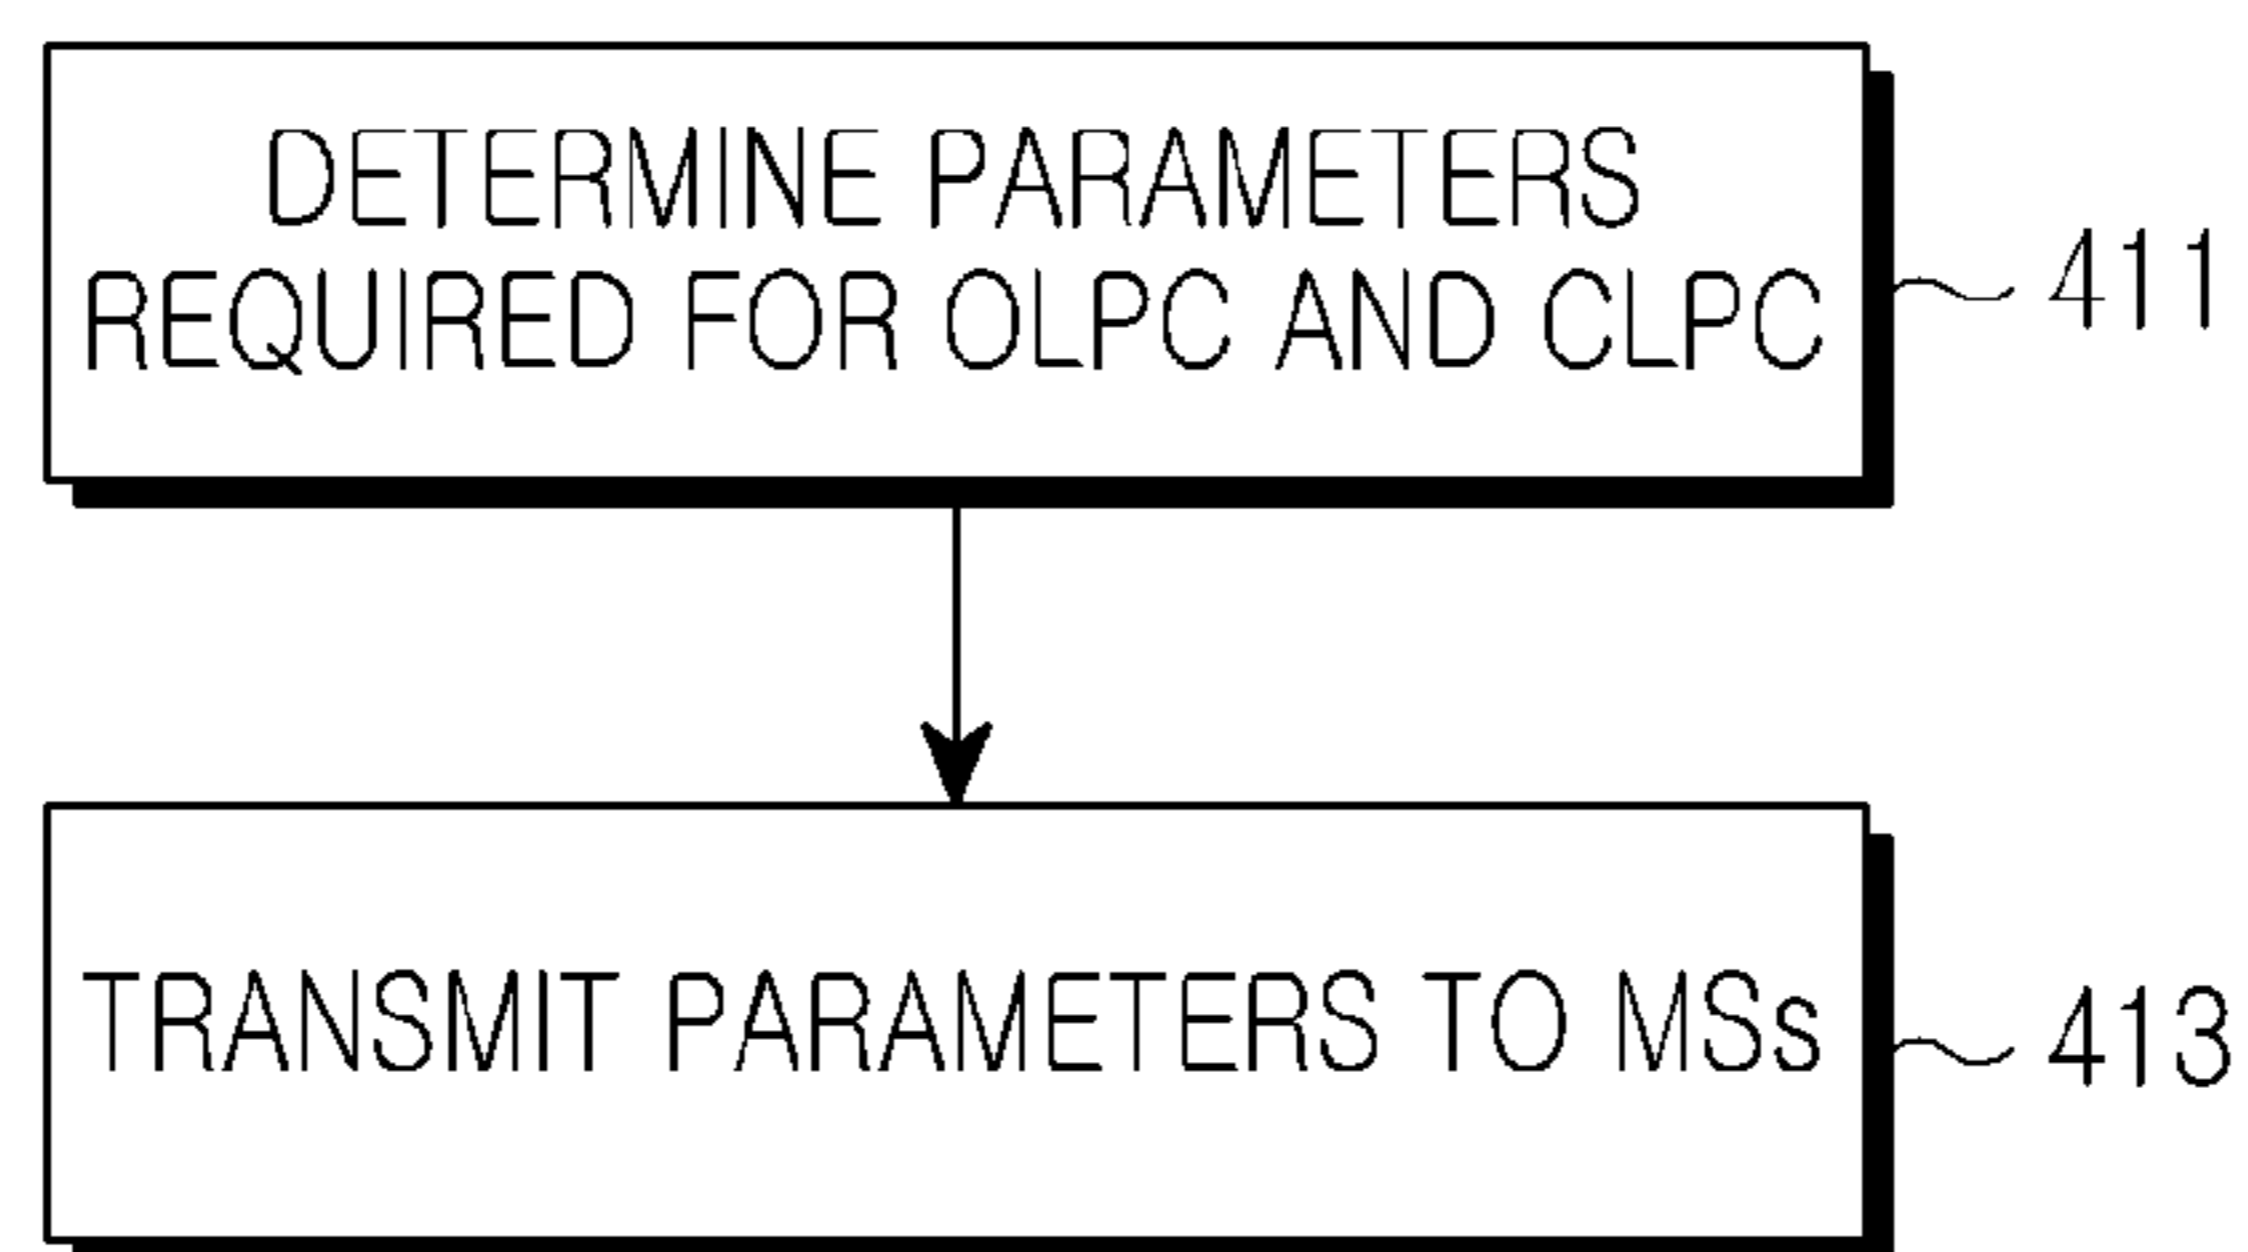 DETERMINE PARAMETERS
REQUIRED FOR OLPC AND CLPC
411
TRANSMIT PARAMETERS TO MSs
413